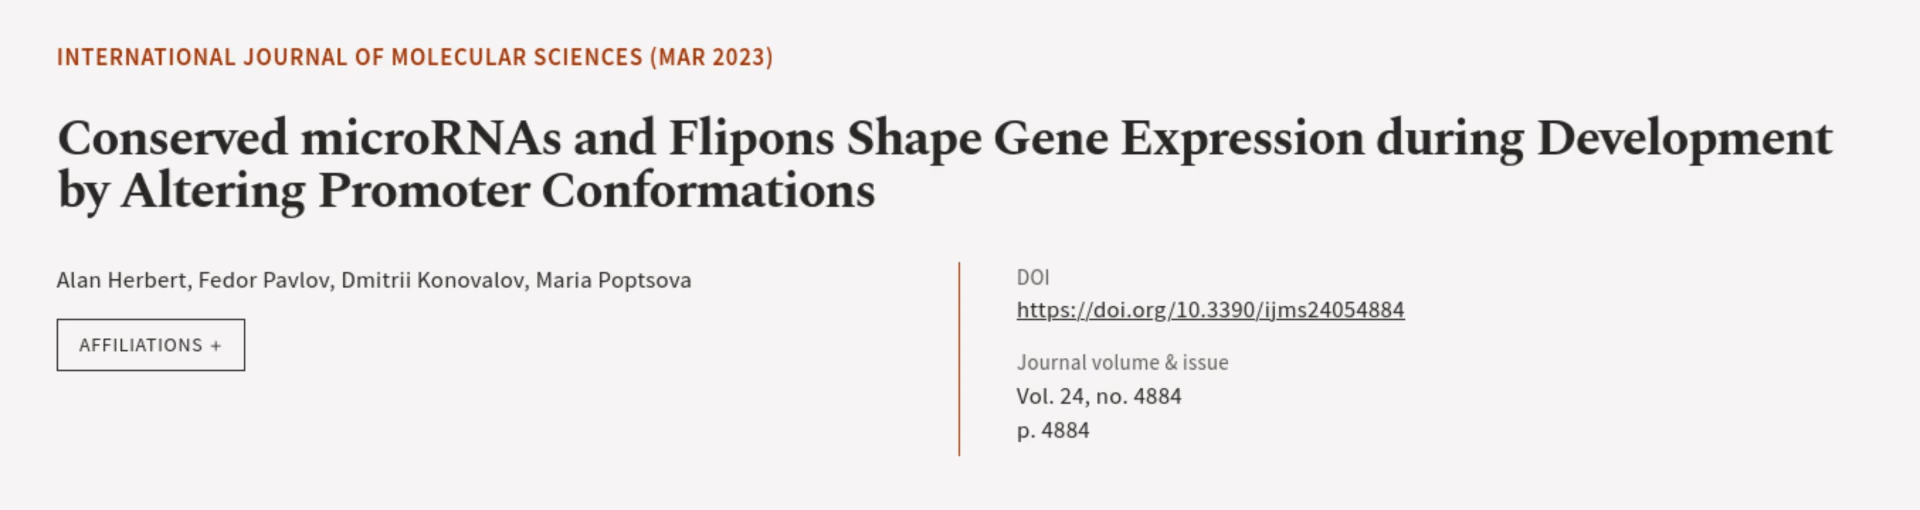 INTERNATIONAL JOURNAL OF MOLECULAR SCIENCES (MAR 2023)
Conserved microRNAs and Flipons Shape Gene Expression during Development
by Altering Promoter Conformations
Alan Herbert, Fedor Pavlov, Dmitrii Konovalov, Maria Poptsova
AFFILIATIONS +
DOI
https://doi.org/10.3390/ijms24054884
Journal volume & issue
Vol. 24, no. 4884
p. 4884